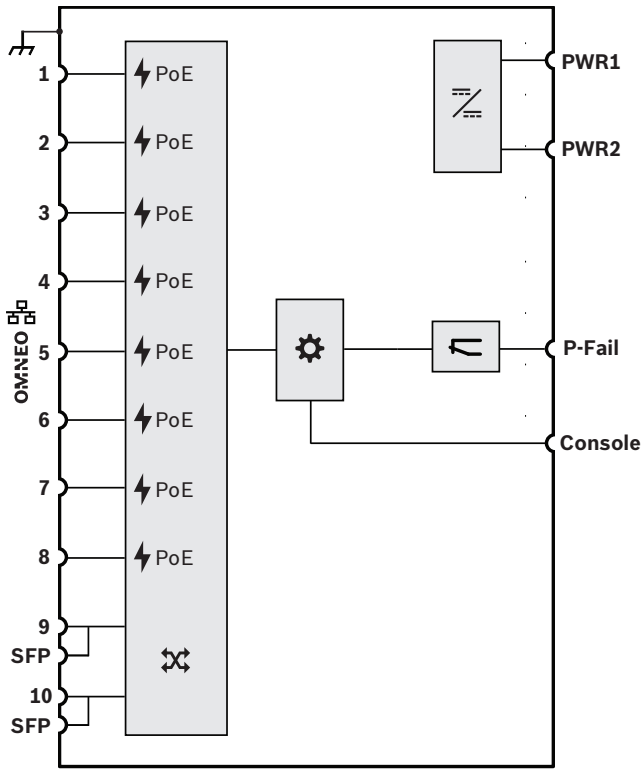 1
PoE
2
PoE
3
PoE
4
PoE
OMNEO
5
PoE
6
PoE
7
PoE
8
PoE
9
SFP
10
SFP
PWR1
PWR2
P-Fail
Console